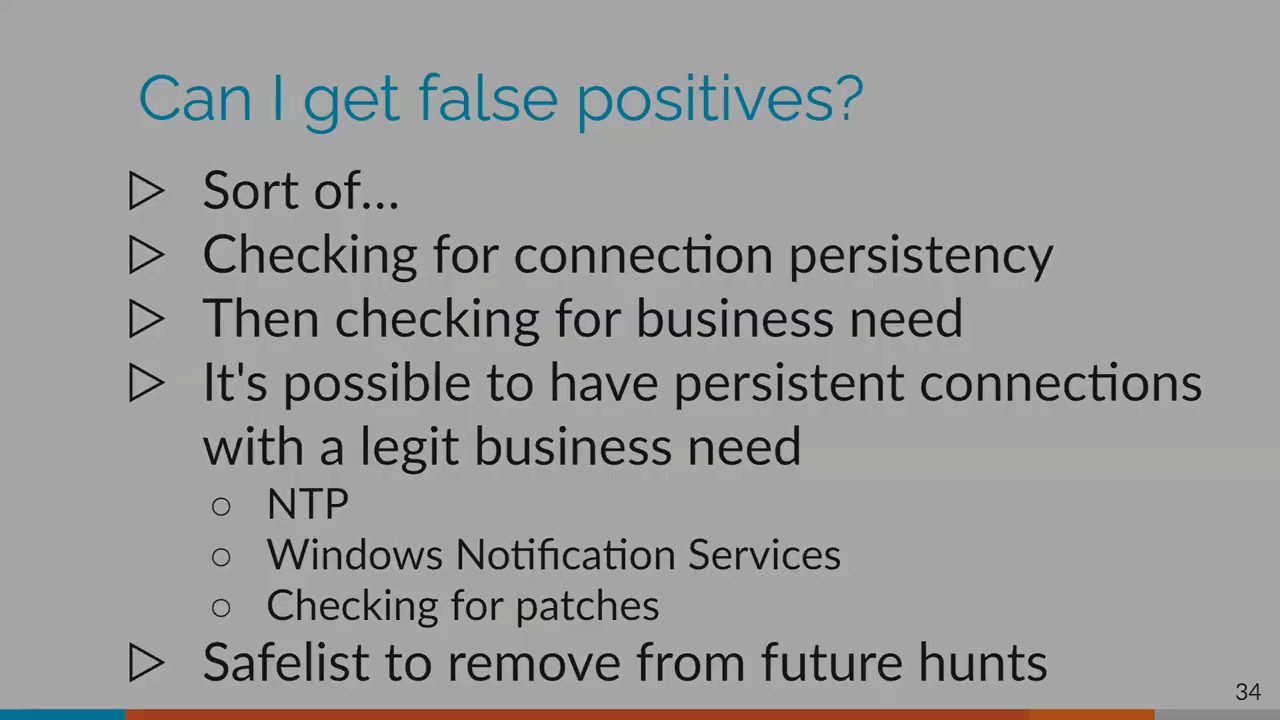 Can I get false positives?
▷ Sort of...
▷ Checking for connection persistency
▷ Then checking for business need
▷ It's possible to have persistent connections
with a legit business need
○ NTP
○ Windows Notification Services
○ Checking for patches
▷ Safelist to remove from future hunts
34